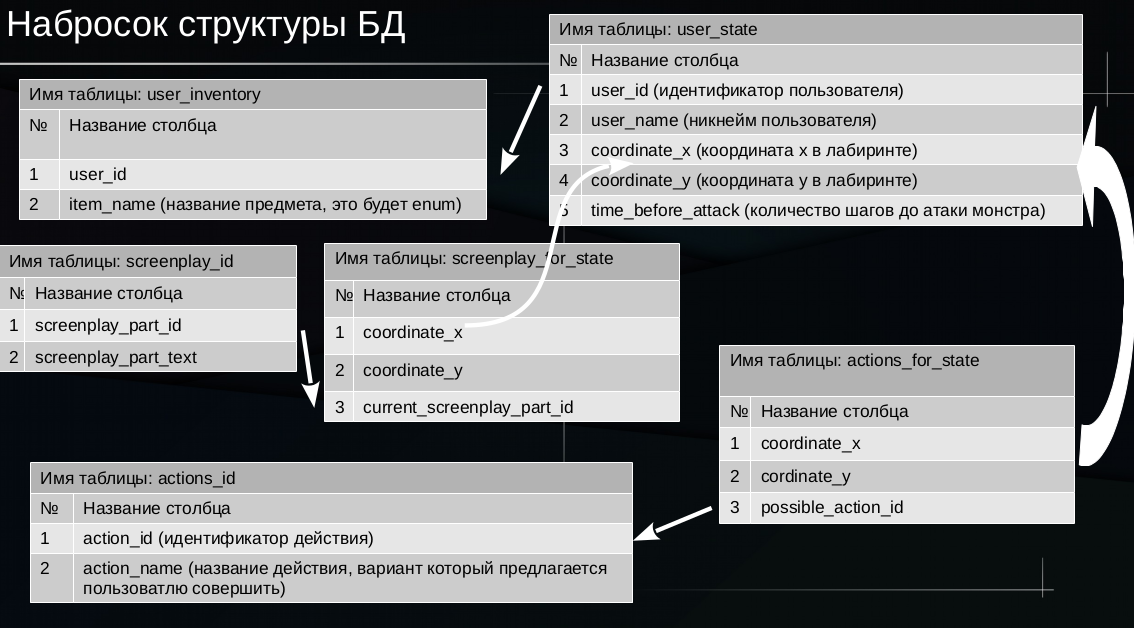 Набросок структуры БД
Имя таблицы: user_state
№ Название столбца
1 user_id (идентификатор пользователя)
2 user_name (никнейм пользователя)
3 coordinate_x (координата x в лабиринте)
4 coordinate_y (координата y в лабиринте)
5 time_before_attack (количество шагов до атаки монстра)
Имя таблицы: user_inventory
№ Название столбца
1 user_id
2 item_name (название предмета, это будет enum)
Имя таблицы: screenplay_id
№ Название столбца
1 screenplay_part_id
2 screenplay_part_text
Имя таблицы: screenplay_for_state
№ Название столбца
1 coordinate_x
2 coordinate_y
3 current_screenplay_part_id
Имя таблицы: actions_for_state
№ Название столбца
1 coordinate_x
2 cordinate_y
3 possible_action_id
Имя таблицы: actions_id
№ Название столбца
1 action_id (идентификатор действия)
2 action_name (название действия, вариант который предлагается
пользоватлю совершить)